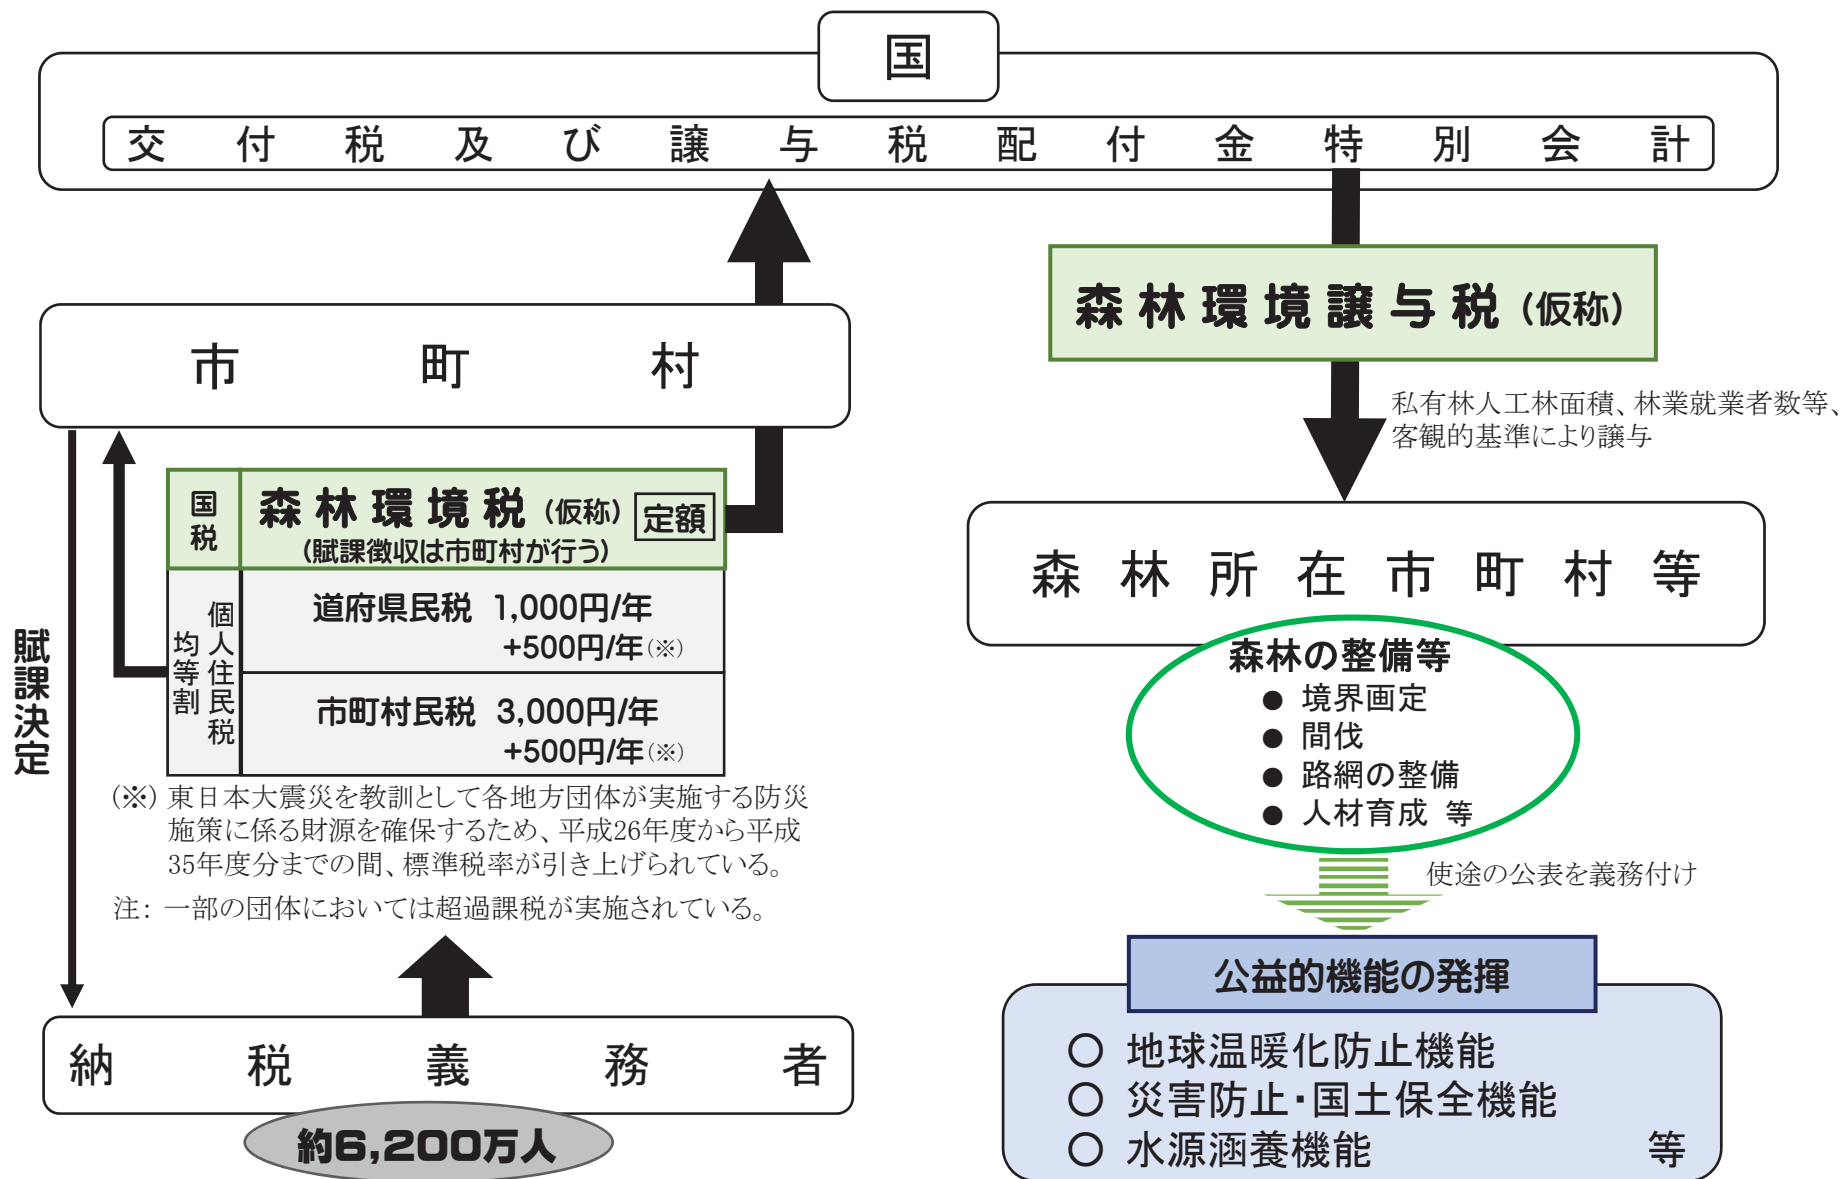 国
交付税及び譲与税配付金特別会計
森林環境譲与税(仮称)
私有林人工林面積、林業就業者数等、
客観的基準により譲与
市町村
国税
森林環境税(仮称) 定額
(賦課徴収は市町村が行う)
個人住民税
均等割
道府県民税 1,000円/年
+500円/年(※)
市町村民税 3,000円/年
+500円/年(※)
賦課決定
(※) 東日本大震災を教訓として各地方団体が実施する防災
施策に係る財源を確保するため、平成26年度から平成
35年度分までの間、標準税率が引き上げられている。
注: 一部の団体においては超過課税が実施されている。
納税義務者
約6,200万人
森林所在市町村等
森林の整備等
● 境界画定
● 間伐
● 路網の整備
● 人材育成 等
使途の公表を義務付け
公益的機能の発揮
○ 地球温暖化防止機能
○ 災害防止・国土保全機能
○ 水源涵養機能 等